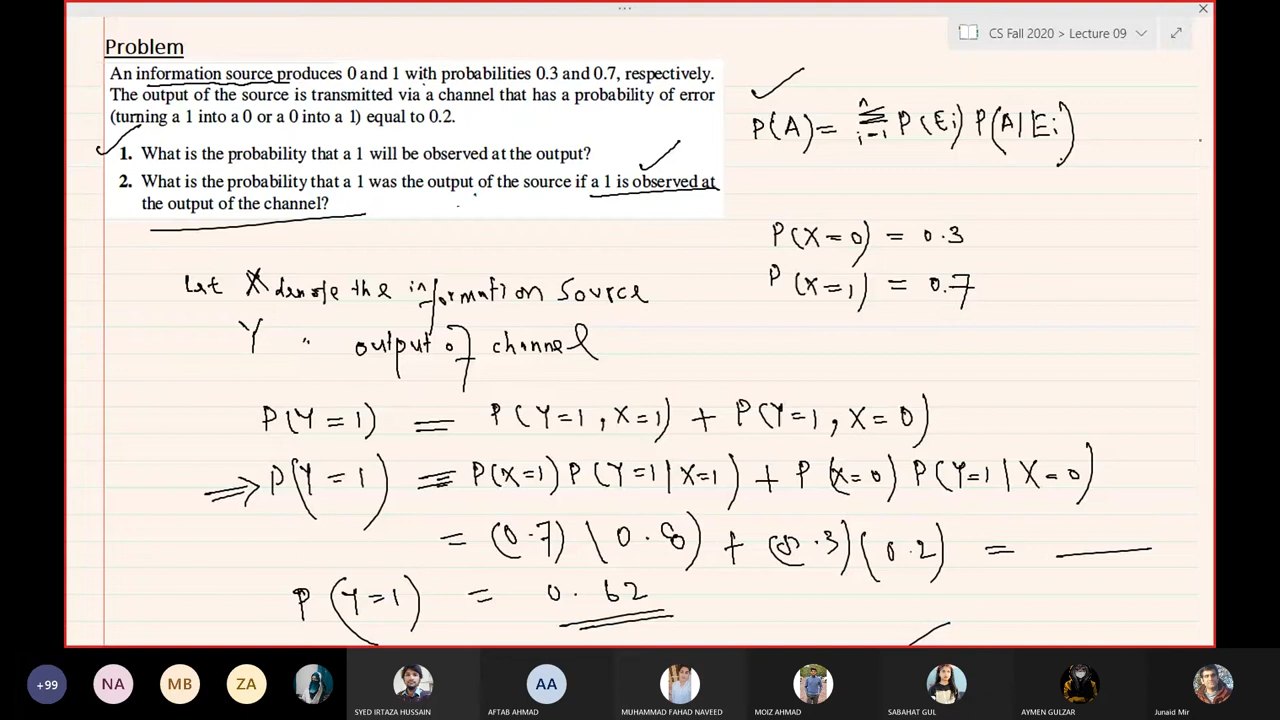 CS Fall 2020 > Lecture 09
Problem
An information source produces 0 and 1 with probabilities 0.3 and 0.7, respectively.
The output of the source is transmitted via a channel that has a probability of error
(turning a 1 into a 0 or a 0 into a 1) equal to 0.2.
1. What is the probability that a 1 will be observed at the output?
2. What is the probability that a 1 was the output of the source if a 1 is observed at
the output of the channel?
P(A) = Σ i=1 n P(Ei) P(A|Ei)
P(X=0) = 0.3
P(X=1) = 0.7
Let X denote the information Source
Y " output of channel
P(Y=1) = P(Y=1, X=1) + P(Y=1, X=0)
⇒ P(Y=1) = P(X=1) P(Y=1|X=1) + P(X=0) P(Y=1|X=0)
= (0.7)(0.8) + (0.3)(0.2) =
P(Y=1) = 0.62
+99
NA
MB
ZA
SYED IRTAZA HUSSAIN
AA
AFTAB AHMAD
MUHAMMAD FAHAD NAVEED
MOIZ AHMAD
SABAHAT GUL
AYMEN GULZAR
Junaid Mir